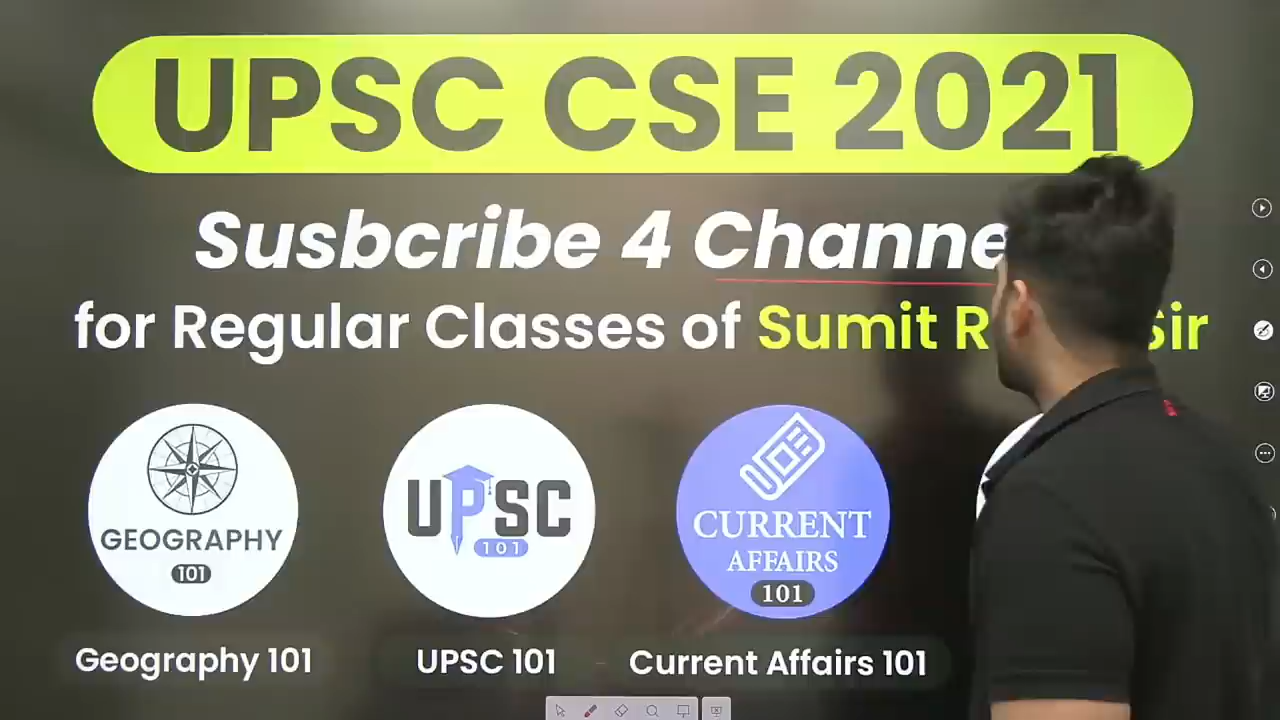 UPSC CSE 2021
Susbcribe 4 Channe
for Regular Classes of Sumit R Sir
GEOGRAPHY
101
UPSC
101
CURRENT
AFFAIRS
101
Geography 101
UPSC 101
Current Affairs 101